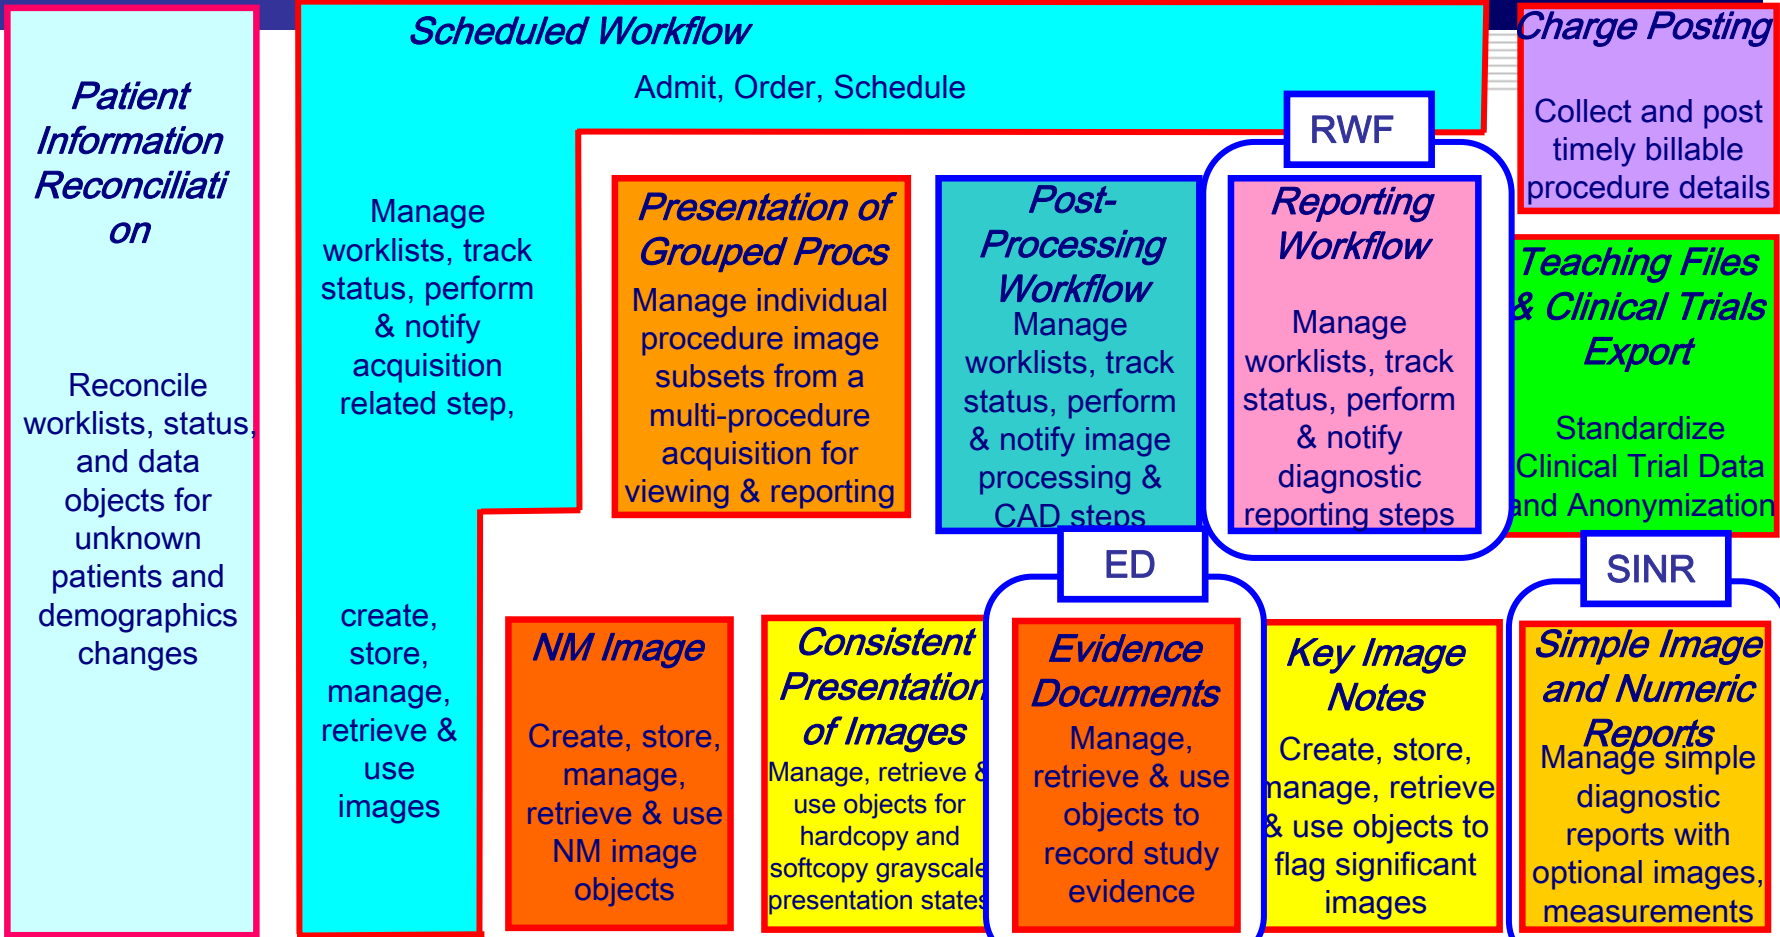 Patient
Information
Reconciliati
on
Reconcile
worklists, status,
and data
objects for
unknown
patients and
demographics
changes
Scheduled Workflow
Admit, Order, Schedule
Manage
worklists, track
status, perform
& notify
acquisition
related step,
create,
store,
manage,
retrieve &
use
images
Presentation of
Grouped Procs
Manage individual
procedure image
subsets from a
multi-procedure
acquisition for
viewing & reporting
Post-
Processing
Workflow
Manage
worklists, track
status, perform
& notify image
processing &
CAD steps
RWF
Reporting
Workflow
Manage
worklists, track
status, perform
& notify
diagnostic
reporting steps
Charge Posting
Collect and post
timely billable
procedure details
Teaching Files
& Clinical Trials
Export
Standardize
Clinical Trial Data
and Anonymization
NM Image
Create, store,
manage,
retrieve & use
NM image
objects
Consistent
Presentation
of Images
Manage, retrieve &
use objects for
hardcopy and
softcopy grayscale
presentation states
ED
Evidence
Documents
Manage,
retrieve & use
objects to
record study
evidence
Key Image
Notes
Create, store,
manage, retrieve
& use objects to
flag significant
images
SINR
Simple Image
and Numeric
Reports
Manage simple
diagnostic
reports with
optional images,
measurements